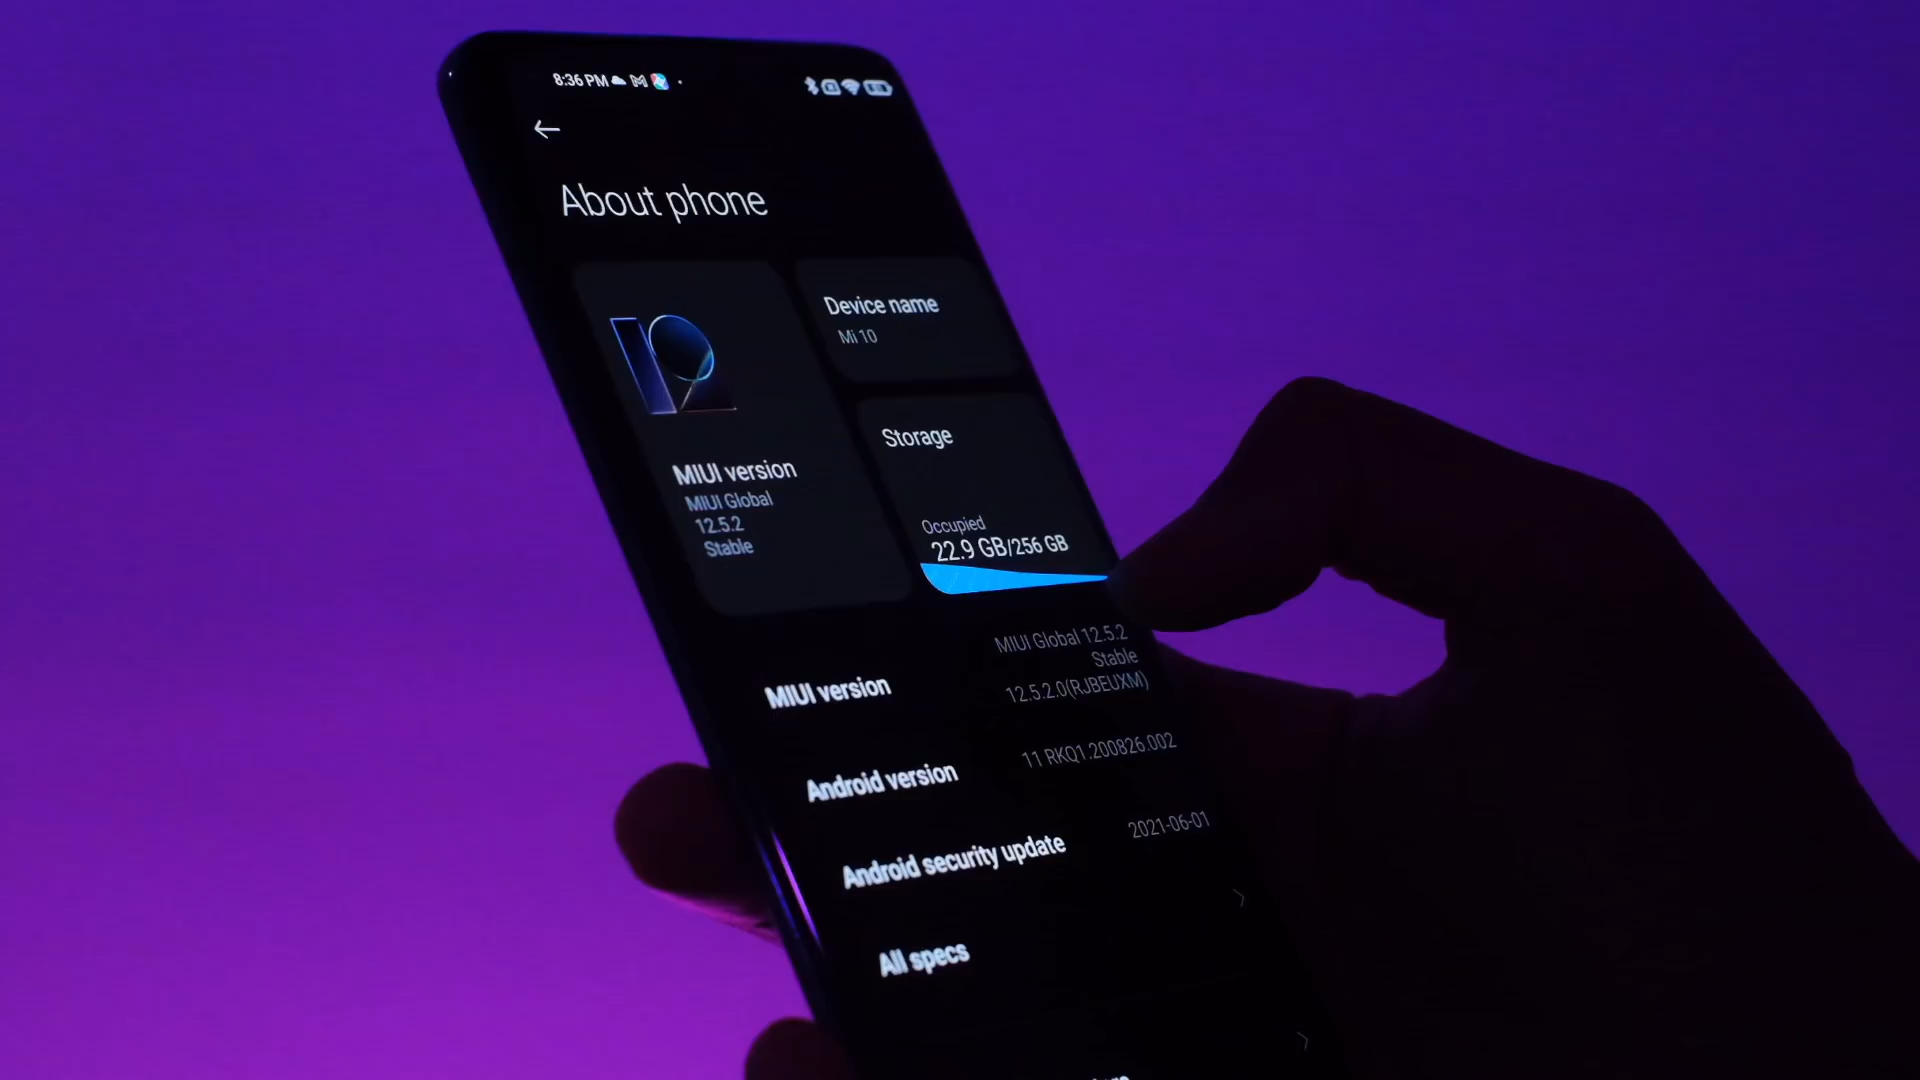 8:36 PM
About phone
Device name
Mi 10
MIUI version
MIUI Global
12.5.2
Stable
Storage
Occupied
22.9 GB/256 GB
MIUI version
MIUI Global 12.5.2
Stable
12.5.2.0(RJBEUXM)
Android version
11 RKQ1.200826.002
Android security update
2021-06-01
All specs